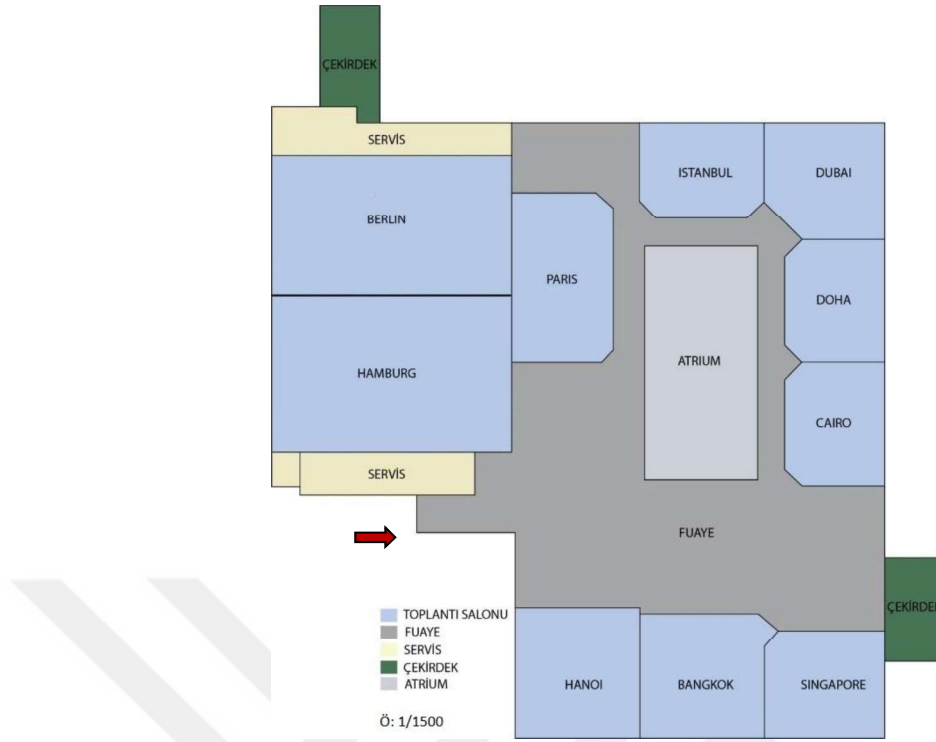 ÇEKİRDEK
SERVİS
BERLIN
HAMBURG
SERVİS
PARIS
ISTANBUL
DUBAI
DOHA
CAIRO
ATRIUM
FUAYE
ÇEKİRDEK
HANOI
BANGKOK
SINGAPORE
TOPLANTI SALONU
FUAYE
SERVİS
ÇEKİRDEK
ATRİUM
Ö: 1/1500